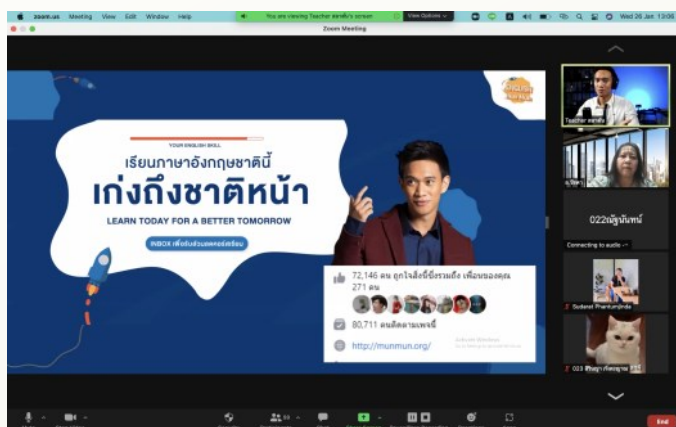 zoom.us Meeting View Edit Window Help
You are viewing Teacher screen
View Options
Wed 26 Jan 13:06
Zoom Meeting
YOUR ENGLISH SKILL
เรียนภาษาอังกฤษชาตินี้
เก่งถึงชาติหน้า
LEARN TODAY FOR A BETTER TOMORROW
INBOX เพื่อรับส่วนลดคอร์สเรียน
72,146 คน ถูกใจสิ่งนี้ซึ่งรวมถึง เพื่อนของคุณ
271 คน
80,711 คนติดตามเพจนี้
http://munmun.org/
Teacher
022ณัฐนันทน์
Connecting to audio
Sudarat Phantumjinda
023
End